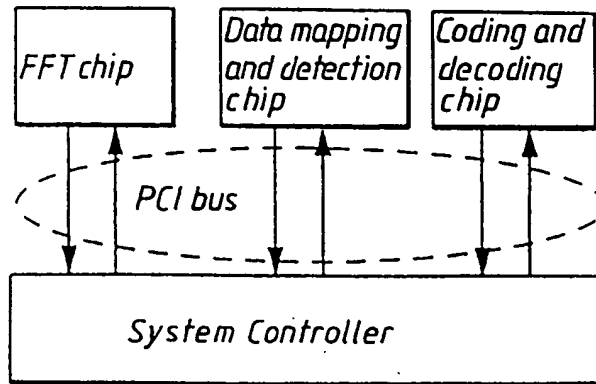 FFT chip
Data mapping
and detection
chip
Coding and
decoding
chip
PCI bus
System Controller